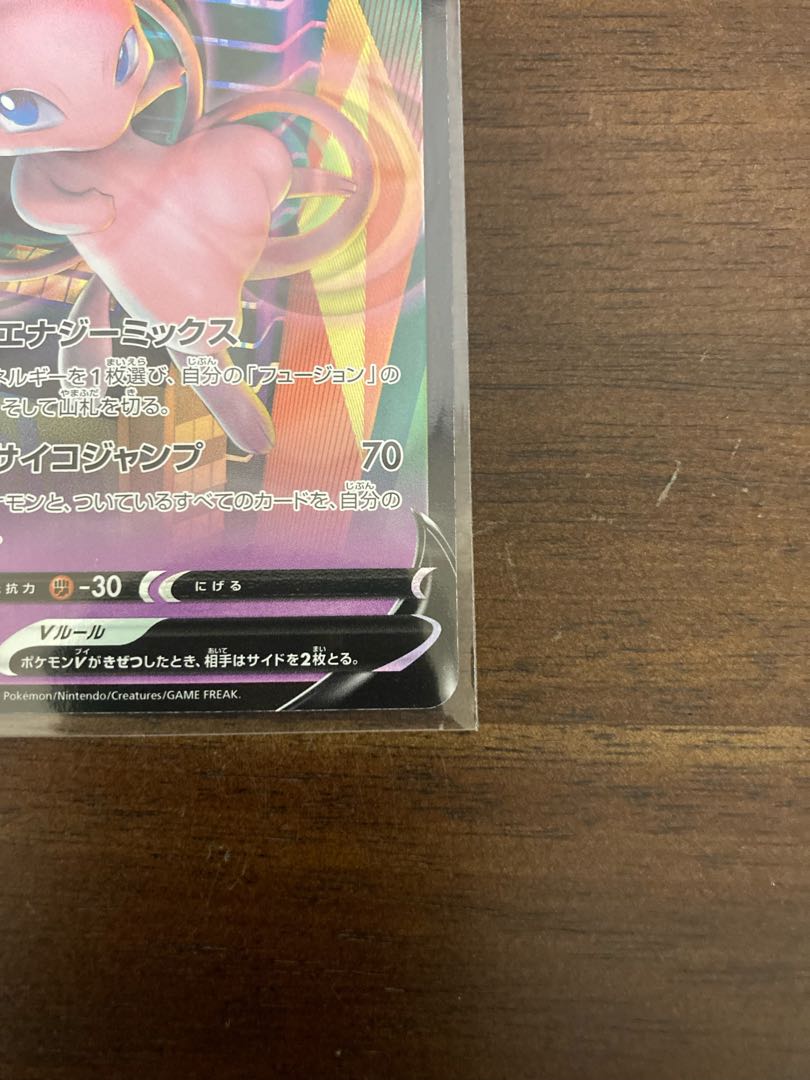 エナジーミックス
ネルギーを1枚選び、自分の「フュージョン」の
そして山札を切る。
サイコジャンプ 70
ケモンと、ついているすべてのカードを、自分の
抗力 -30 にげる
Vルール
ポケモンVがきぜつしたとき、相手はサイドを2枚とる。
Pokémon/Nintendo/Creatures/GAME FREAK.